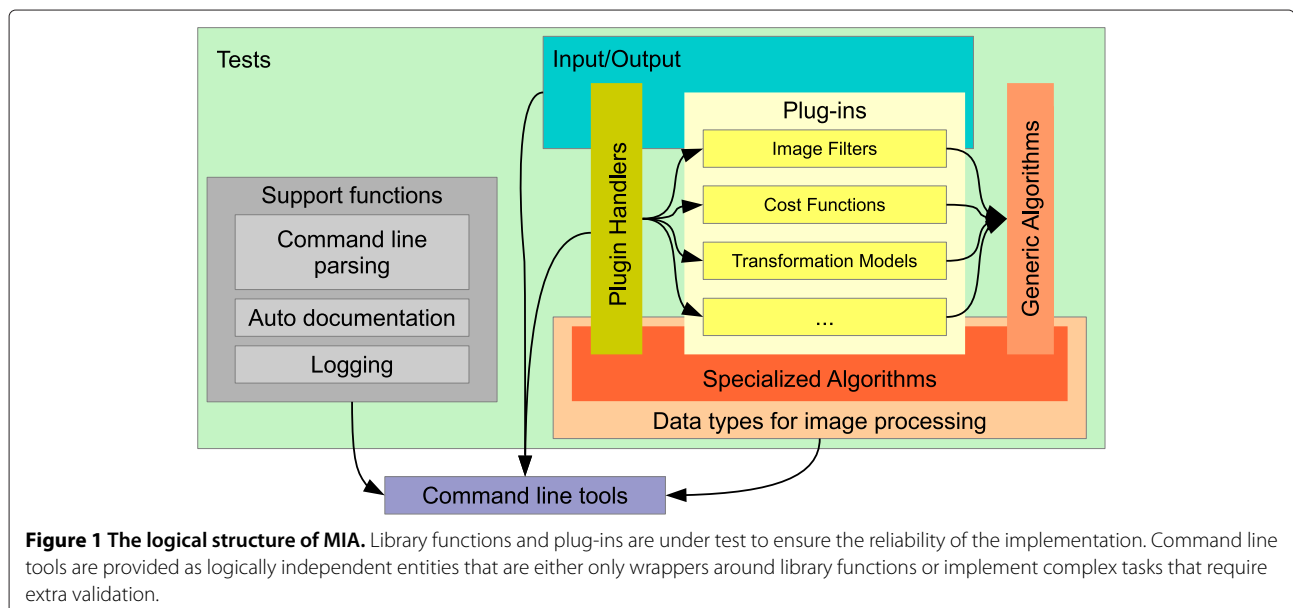 Tests
Input/Output
Plug-ins
Plugin Handlers
Image Filters
Cost Functions
Transformation Models
...
Generic Algorithms
Support functions
Command line
parsing
Auto documentation
Logging
Specialized Algorithms
Data types for image processing
Command line tools
Figure 1 The logical structure of MIA. Library functions and plug-ins are under test to ensure the reliability of the implementation. Command line
tools are provided as logically independent entities that are either only wrappers around library functions or implement complex tasks that require
extra validation.